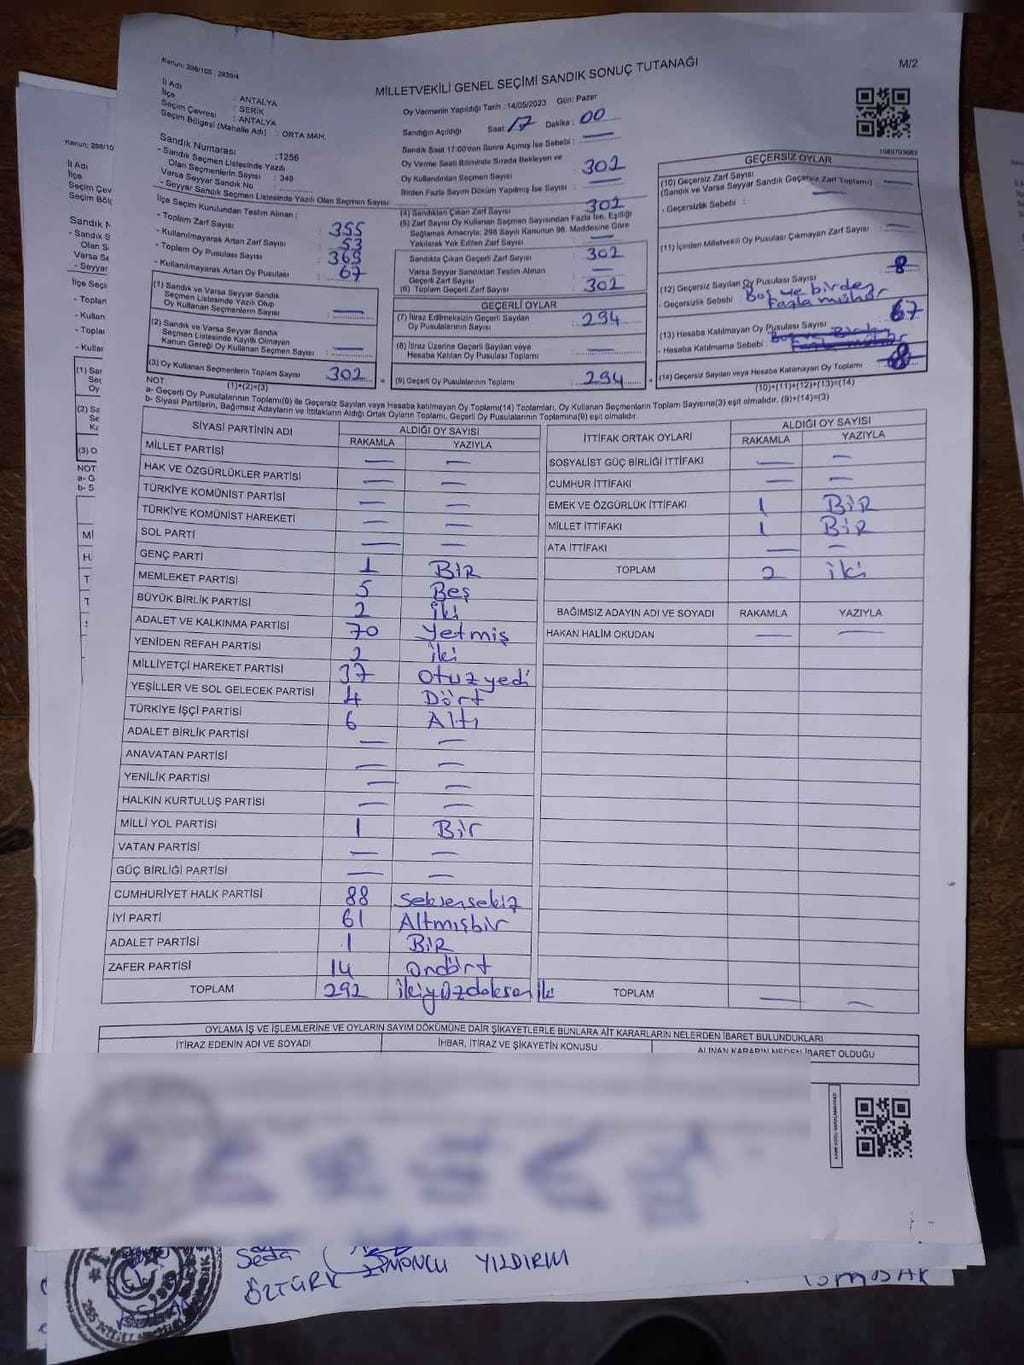 Kanun: 298/105 , 2839/4
M/2
MİLLETVEKİLİ GENEL SEÇİMİ SANDIK SONUÇ TUTANAĞI
İl Adı : ANTALYA
İlçe : SERİK
Seçim Çevresi : ANTALYA
Seçim Bölgesi (Mahalle Adı) : ORTA MAH.
Sandık Numarası :1256
- Sandık Seçmen Listesinde Yazılı
Olan Seçmen Sayısı : 349
Varsa Seyyar Sandık No :
- Seyyar Sandık Seçmen Listesinde Yazılı Olan Seçmen Sayısı :
İlçe Seçim Kurulundan Teslim Alınan ;
- Toplam Zarf Sayısı : 355
- Kullanılmayarak Artan Zarf Sayısı : 53
- Toplam Oy Pusulası Sayısı : 369
- Kullanılmayarak Artan Oy Pusulası : 67
(1) Sandık ve Varsa Seyyar Sandık
Seçmen Listesinde Yazılı Olup
Oy Kullanan Seçmenlerin Sayısı : —
(2) Sandık ve Varsa Seyyar Sandık
Seçmen Listesinde Kayıtlı Olmayan
Kanun Gereği Oy Kullanan Seçmen Sayısı : —
(3) Oy Kullanan Seçmenlerin Toplam Sayısı : 302
Oy Vermenin Yapıldığı Tarih : 14/05/2023 Gün: Pazar
Sandığın Açıldığı Saat : 17 Dakika : 00
Sandık Saat 17:00'den Sonra Açılmış İse Sebebi : —
Oy Verme Saati Bitiminde Sırada Bekleyen ve
Oy Kullandırılan Seçmen Sayısı : 302
Birden Fazla Sayım Döküm Yapılmış İse Sayısı : —
(4) Sandıktan Çıkan Zarf Sayısı : 302
(5) Zarf Sayısı Oy Kullanan Seçmen Sayısından Fazla İse, Eşitliği
Sağlamak Amacıyla; 298 Sayılı Kanunun 98. Maddesine Göre
Yakılarak Yok Edilen Zarf Sayısı : —
Sandıkta Çıkan Geçerli Zarf Sayısı : 302
Varsa Seyyar Sandıktan Teslim Alınan
Geçerli Zarf Sayısı : —
(6) Toplam Geçerli Zarf Sayısı : 302
GEÇERLİ OYLAR
(7) İtiraz Edilmeksizin Geçerli Sayılan
Oy Pusulalarının Sayısı : 294
(8) İtiraz Üzerine Geçerli Sayılan veya
Hesaba Katılan Oy Pusulası Toplamı : —
(9) Geçerli Oy Pusulalarının Toplamı : 294
1083703683
GEÇERSİZ OYLAR
(10) Geçersiz Zarf Sayısı
(Sandık ve Varsa Seyyar Sandık Geçersiz Zarf Toplamı) : —
- Geçersizlik Sebebi : —
(11) İçinden Milletvekili Oy Pusulası Çıkmayan Zarf Sayısı : —
(12) Geçersiz Sayılan Oy Pusulası Sayısı : 8
- Geçersizlik Sebebi : Boş ve birden
Fazla mühür
(13) Hesaba Katılmayan Oy Pusulası Sayısı : 67
- Hesaba Katılmama Sebebi :
(14) Geçersiz Sayılan veya Hesaba Katılmayan Oy Toplamı : 8
NOT : (1)+(2)=(3) (10)+(11)+(12)+(13)=(14)
a- Geçerli Oy Pusulalarının Toplamı(9) ile Geçersiz Sayılan veya Hesaba katılmayan Oy Toplamı(14) Toplamları, Oy Kullanan Seçmenlerin Toplam Sayısına(3) eşit olmalıdır. (9)+(14)=(3)
b- Siyasi Partilerin, Bağımsız Adayların ve İttifakların Aldığı Ortak Oyların Toplamı, Geçerli Oy Pusulalarının Toplamına(9) eşit olmalıdır.
SİYASİ PARTİNİN ADI ALDIĞI OY SAYISI
RAKAMLA YAZIYLA
MİLLET PARTİSİ — —
HAK VE ÖZGÜRLÜKLER PARTİSİ — —
TÜRKİYE KOMÜNİST PARTİSİ — —
TÜRKİYE KOMÜNİST HAREKETİ — —
SOL PARTİ — —
GENÇ PARTİ 1 BİR
MEMLEKET PARTİSİ 5 Beş
BÜYÜK BİRLİK PARTİSİ 2 İki
ADALET VE KALKINMA PARTİSİ 70 Yetmiş
YENİDEN REFAH PARTİSİ 2 iki
MİLLİYETÇİ HAREKET PARTİSİ 37 Otuzyedi
YEŞİLLER VE SOL GELECEK PARTİSİ 4 Dört
TÜRKİYE İŞÇİ PARTİSİ 6 Altı
ADALET BİRLİK PARTİSİ — —
ANAVATAN PARTİSİ — —
YENİLİK PARTİSİ — —
HALKIN KURTULUŞ PARTİSİ — —
MİLLİ YOL PARTİSİ 1 Bir
VATAN PARTİSİ — —
GÜÇ BİRLİĞİ PARTİSİ — —
CUMHURİYET HALK PARTİSİ 88 Seksensekiz
İYİ PARTİ 61 Altmışbir
ADALET PARTİSİ 1 BİR
ZAFER PARTİSİ 14 Ondört
TOPLAM 292 İkiyüzdoksan iki
İTTİFAK ORTAK OYLARI ALDIĞI OY SAYISI
RAKAMLA YAZIYLA
SOSYALİST GÜÇ BİRLİĞİ İTTİFAKI — —
CUMHUR İTTİFAKI — —
EMEK VE ÖZGÜRLÜK İTTİFAKI 1 BİR
MİLLET İTTİFAKI 1 BİR
ATA İTTİFAKI — —
TOPLAM 2 iki
BAĞIMSIZ ADAYIN ADI VE SOYADI RAKAMLA YAZIYLA
HAKAN HALİM OKUDAN — —
TOPLAM — —
OYLAMA İŞ VE İŞLEMLERİNE VE OYLARIN SAYIM DÖKÜMÜNE DAİR ŞİKAYETLERLE BUNLARA AİT KARARLARIN NELERDEN İBARET BULUNDUKLARI
İTİRAZ EDENİN ADI VE SOYADI İHBAR, İTİRAZ VE ŞİKAYETİN KONUSU ALINAN KARARIN NEDEN İBARET OLDUĞU
Seda
ÖZTÜRK YILDIRIM